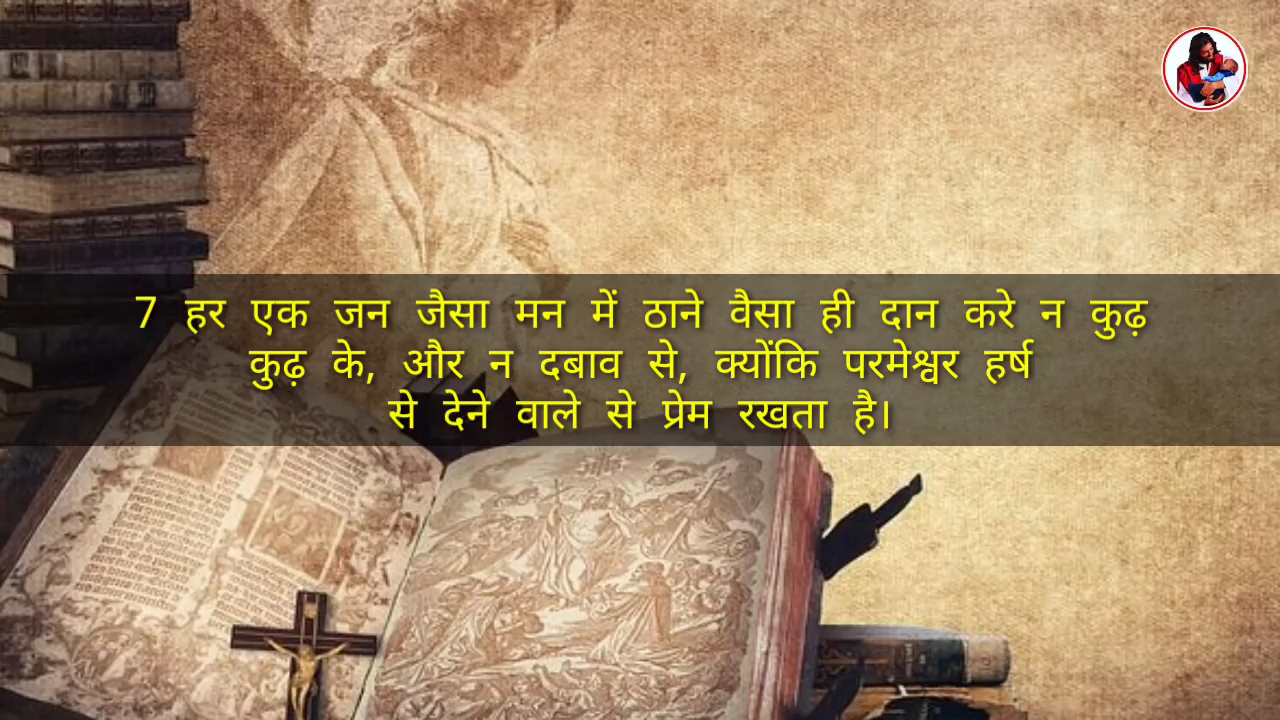 7 हर एक जन जैसा मन में ठाने वैसा ही दान करे न कुढ़
कुढ़ के, और न दबाव से, क्योंकि परमेश्वर हर्ष
से देने वाले से प्रेम रखता है।